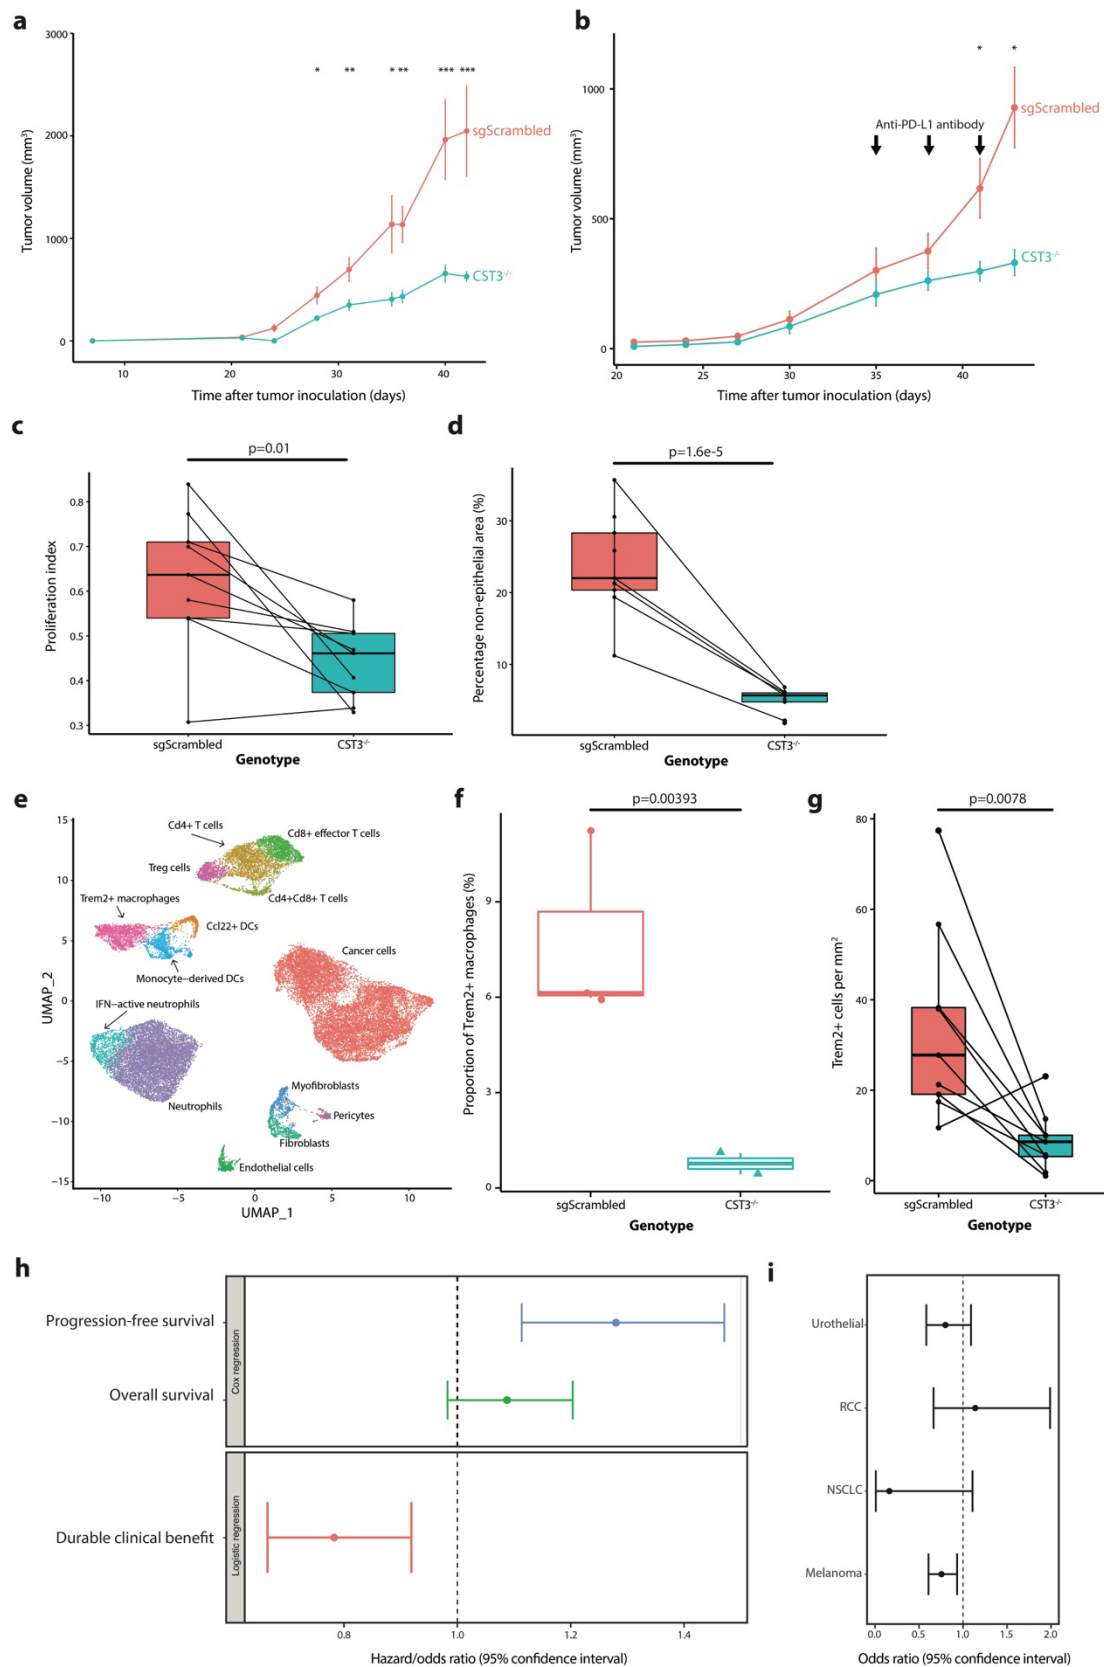 a
3000
2000
1000
0
Tumor volume (mm³)
* ** * ** *** ***
sgScrambled
CST3-/-
10 20 30 40
Time after tumor inoculation (days)
b
1000
500
0
Tumor volume (mm³)
* *
sgScrambled
Anti-PD-L1 antibody
CST3-/-
20 25 30 35 40
Time after tumor inoculation (days)
c
p=0.01
0.8
0.7
0.6
0.5
0.4
0.3
Proliferation index
sgScrambled CST3-/-
Genotype
d
p=1.6e-5
30
20
10
Percentage non-epithelial area (%)
sgScrambled CST3-/-
Genotype
e
15
10
5
0
−5
−10
−15
UMAP_2
Cd4+ T cells
Cd8+ effector T cells
Treg cells
Cd4+Cd8+ T cells
Trem2+ macrophages
Ccl22+ DCs
Monocyte−derived DCs
Cancer cells
IFN−active neutrophils
Neutrophils
Myofibroblasts
Pericytes
Fibroblasts
Endothelial cells
−10 −5 0 5 10
UMAP_1
f
p=0.00393
9
6
3
0
Proportion of Trem2+ macrophages (%)
sgScrambled CST3-/-
Genotype
g
p=0.0078
80
60
40
20
0
Trem2+ cells per mm²
sgScrambled CST3-/-
Genotype
h
Progression-free survival
Overall survival
Durable clinical benefit
Cox regression
Logistic regression
0.8 1.0 1.2 1.4
Hazard/odds ratio (95% confidence interval)
i
Urothelial
RCC
NSCLC
Melanoma
0.0 0.5 1.0 1.5 2.0
Odds ratio (95% confidence interval)